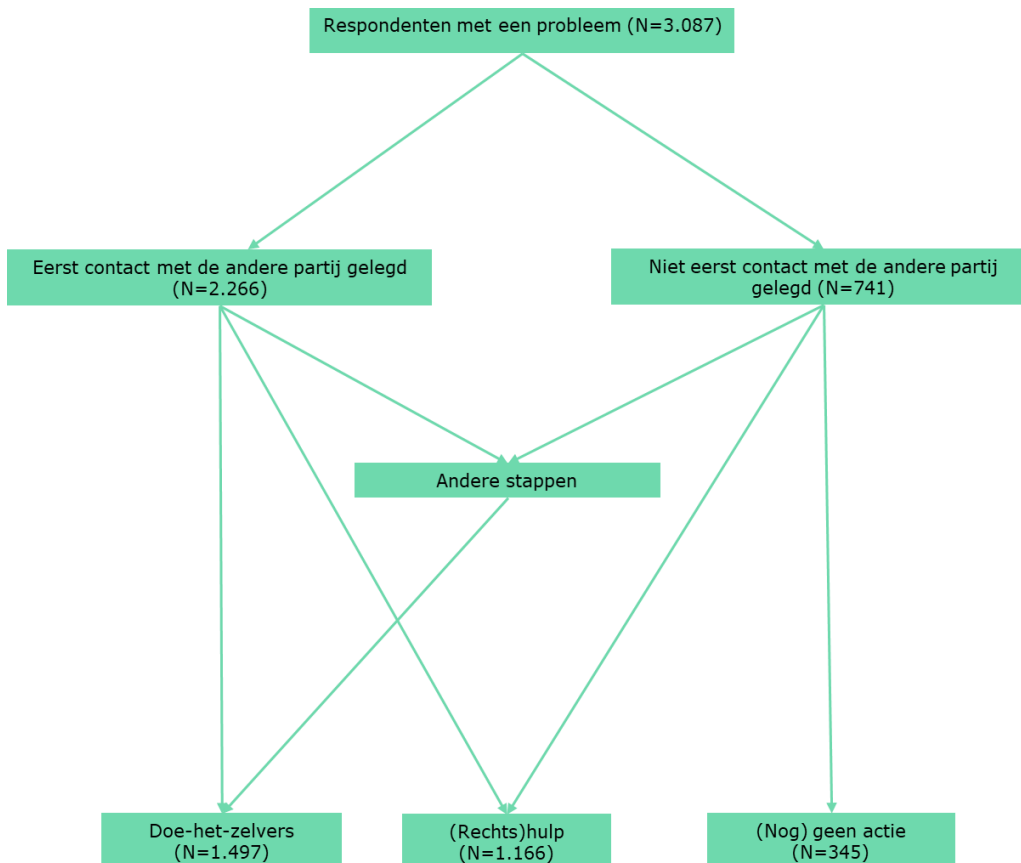 Respondenten met een probleem (N=3.087)
Eerst contact met de andere partij gelegd
(N=2.266)
Niet eerst contact met de andere partij
gelegd (N=741)
Andere stappen
Doe-het-zelvers
(N=1.497)
(Rechts)hulp
(N=1.166)
(Nog) geen actie
(N=345)